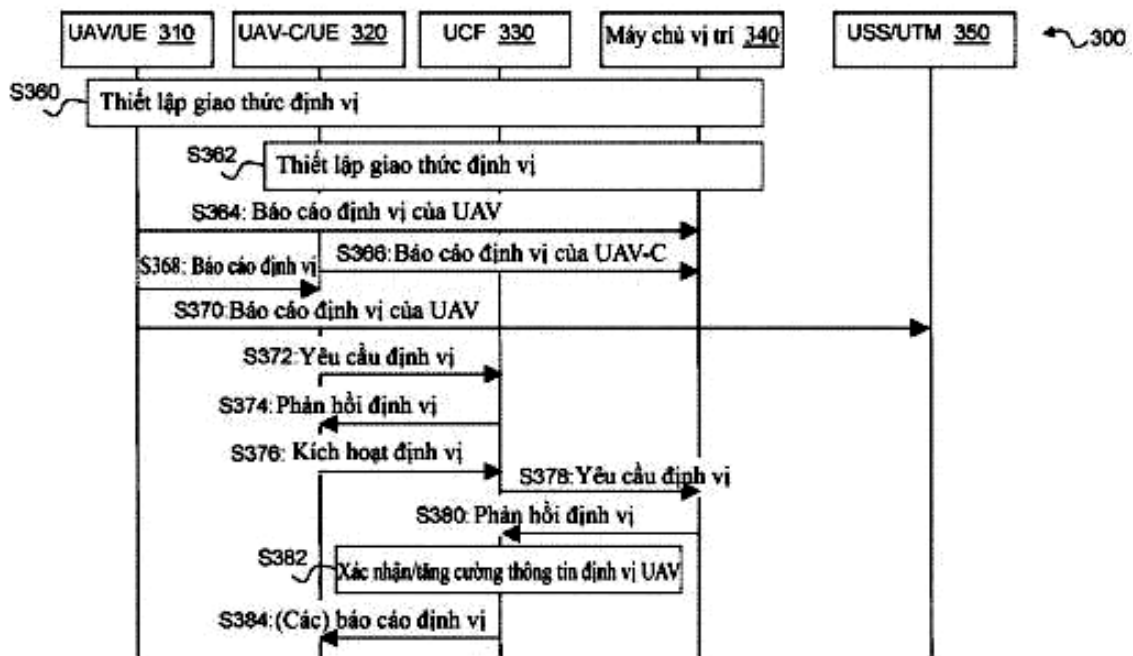 UAV/UE 310
UAV-C/UE 320
UCF 330
Máy chủ vị trí 340
USS/UTM 350
300
S360
Thiết lập giao thức định vị
S362
Thiết lập giao thức định vị
S364: Báo cáo định vị của UAV
S366: Báo cáo định vị của UAV-C
S368: Báo cáo định vị
S370: Báo cáo định vị của UAV
S372: Yêu cầu định vị
S374: Phản hồi định vị
S376: Kích hoạt định vị
S378: Yêu cầu định vị
S380: Phản hồi định vị
S382
Xác nhận/tăng cường thông tin định vị UAV
S384: (Các) báo cáo định vị